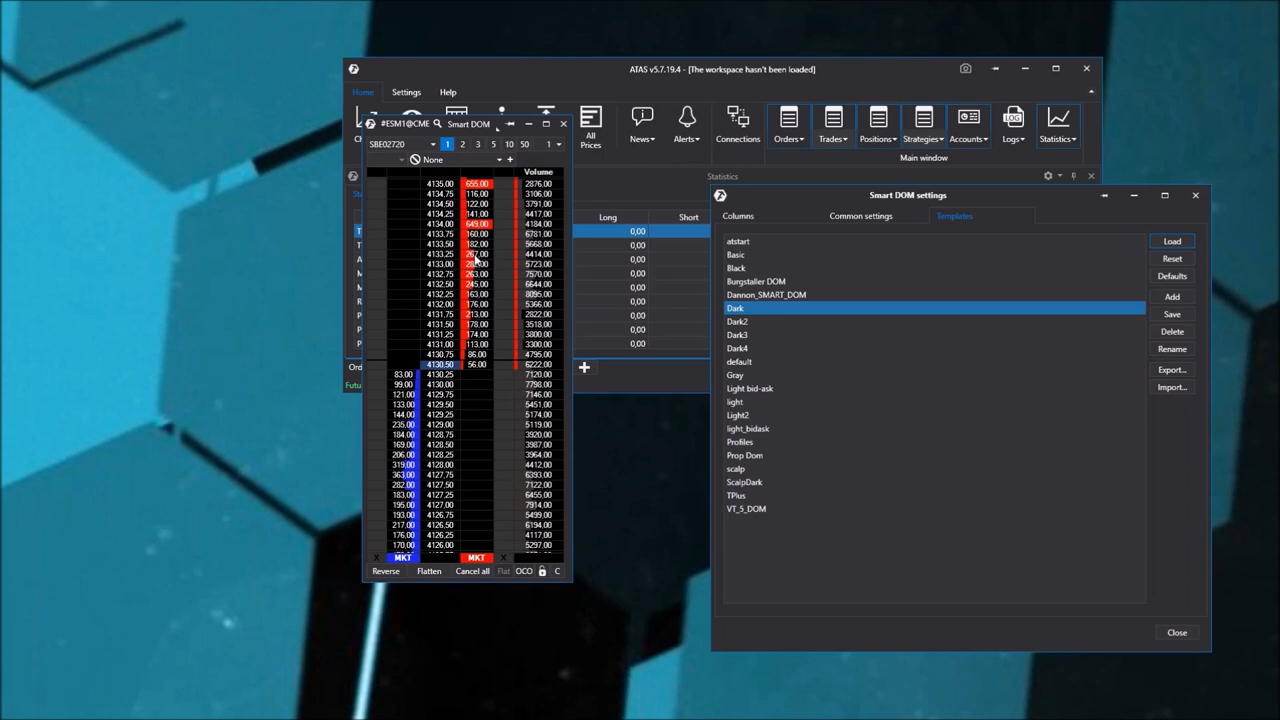 ATAS v5.7.19.4 - [The workspace hasn't been loaded]
Home Settings Help
All Prices News Alerts Connections Orders Trades Positions Strategies Accounts Logs Statistics
Main window
Statistics
Long Short
0,00
0,00
0,00
0,00
0,00
0,00
0,00
0,00
0,00
#ESM1@CME Smart DOM
SBE02720 1 2 3 5 10 50 1
None
Volume
4135,00 655,00 2876,00
4134,75 116,00 3106,00
4134,50 122,00 3791,00
4134,25 141,00 4417,00
4134,00 649,00 4184,00
4133,75 160,00 6781,00
4133,50 182,00 5668,00
4133,25 4414,00
4133,00 5723,00
4132,75 263,00 7570,00
4132,50 245,00 6644,00
4132,25 163,00 8095,00
4132,00 176,00 5366,00
4131,75 213,00 2822,00
4131,50 178,00 3518,00
4131,25 174,00 3800,00
4131,00 113,00 3300,00
4130,75 86,00 4795,00
4130,50 56,00 6222,00
83,00 4130,25 7120,00
99,00 4130,00 7798,00
121,00 4129,75 7146,00
133,00 4129,50 5451,00
144,00 4129,25 5174,00
235,00 4129,00 5119,00
184,00 4128,75 3920,00
169,00 4128,50 3987,00
206,00 4128,25 3964,00
319,00 4128,00 4412,00
363,00 4127,75 6393,00
282,00 4127,50 7122,00
183,00 4127,25 6455,00
195,00 4127,00 7914,00
193,00 4126,75 5499,00
217,00 4126,50 6194,00
176,00 4126,25 4117,00
170,00 4126,00 5297,00
X MKT MKT X
Reverse Flatten Cancel all Flat OCO C
Smart DOM settings
Columns Common settings Templates
atstart
Basic
Black
Burgstaller DOM
Dannon_SMART_DOM
Dark
Dark2
Dark3
Dark4
default
Gray
Light bid-ask
light
Light2
light_bidask
Profiles
Prop Dom
scalp
ScalpDark
TPlus
VT_5_DOM
Load
Reset
Defaults
Add
Save
Delete
Rename
Export...
Import...
Close